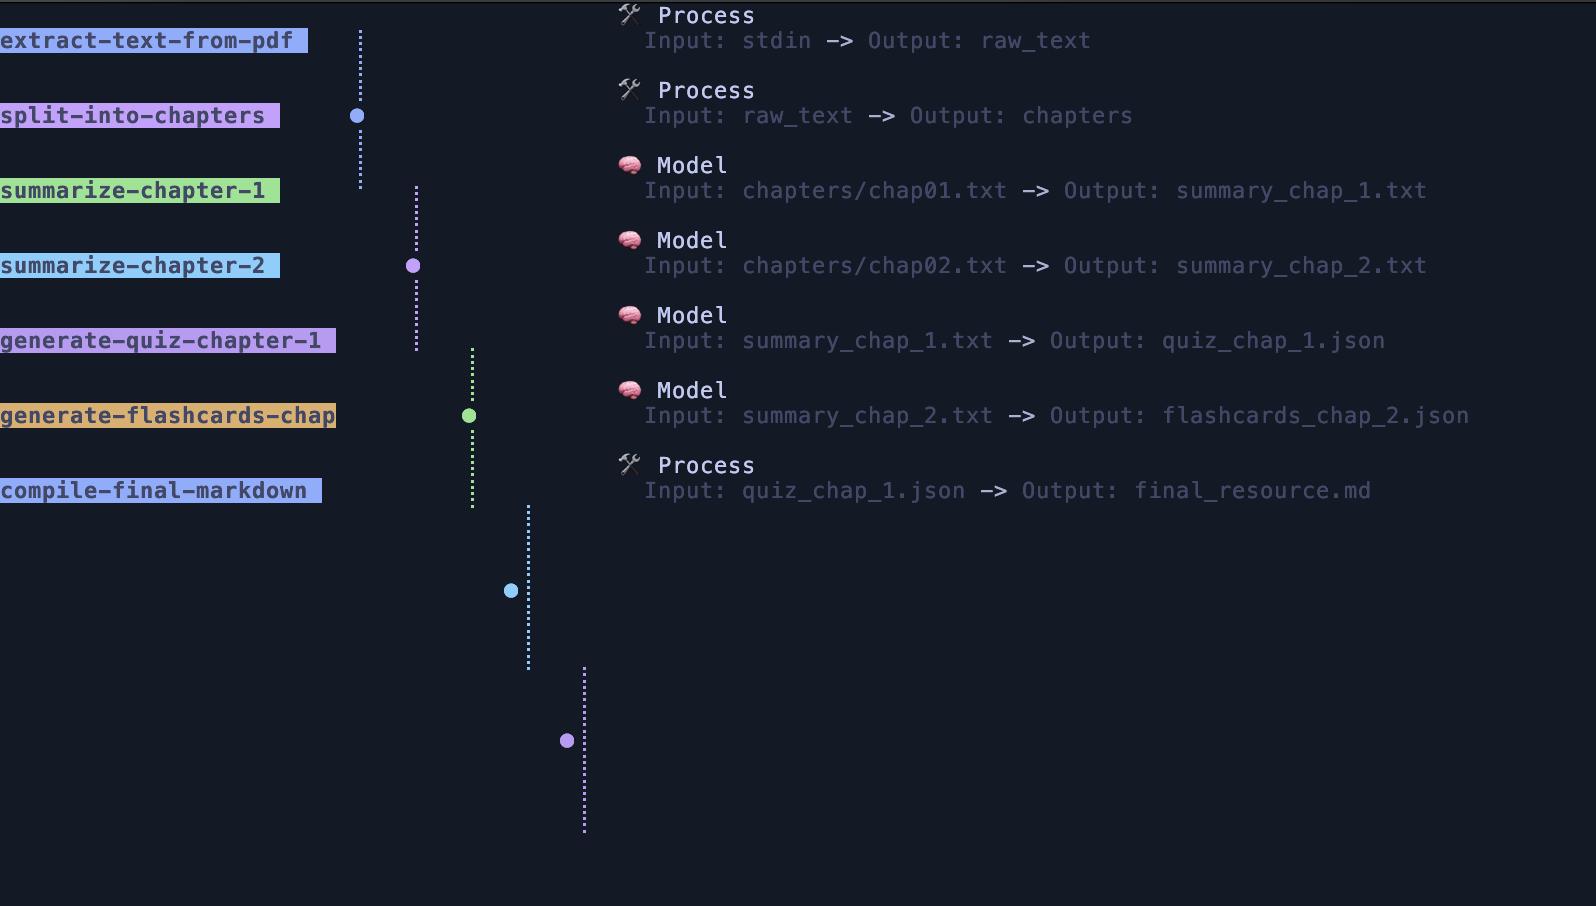 🛠 Process
extract-text-from-pdf Input: stdin -> Output: raw_text
🛠 Process
split-into-chapters Input: raw_text -> Output: chapters
🧠 Model
summarize-chapter-1 Input: chapters/chap01.txt -> Output: summary_chap_1.txt
🧠 Model
summarize-chapter-2 Input: chapters/chap02.txt -> Output: summary_chap_2.txt
🧠 Model
generate-quiz-chapter-1 Input: summary_chap_1.txt -> Output: quiz_chap_1.json
🧠 Model
generate-flashcards-chap Input: summary_chap_2.txt -> Output: flashcards_chap_2.json
🛠 Process
compile-final-markdown Input: quiz_chap_1.json -> Output: final_resource.md